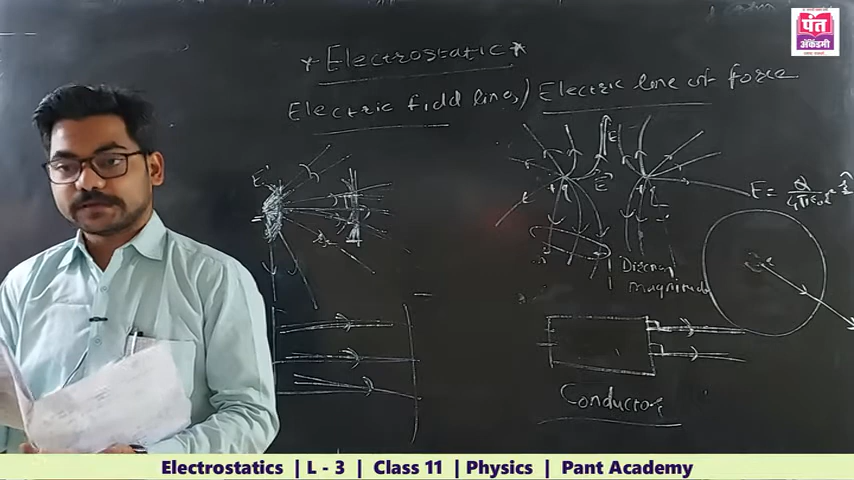 पंत
अ‍ॅकॅडमी
* Electrostatic *
Electric field lines / Electric line of force
E
E
E
E = Q / 4πε₀r² r̂
Direction
magnitude
Conductor
Electrostatics | L - 3 | Class 11 | Physics | Pant Academy